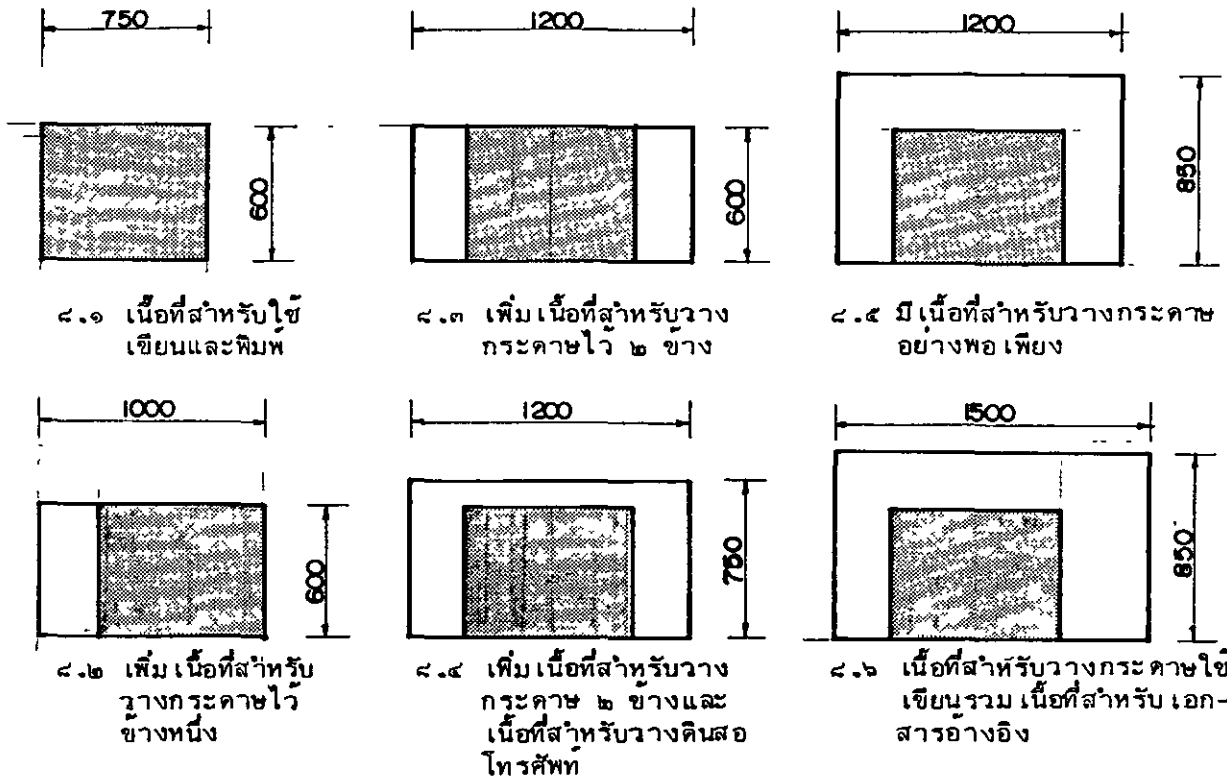 750
1200
1200
600
600
850
๘.๑ เนื้อที่สำหรับใช้
เขียนและพิมพ์
๘.๓ เพิ่มเนื้อที่สำหรับวาง
กระดาษไว้ ๒ ข้าง
๘.๕ มีเนื้อที่สำหรับวางกระดาษ
อย่างพอเพียง
1000
1200
1500
600
750
850
๘.๒ เพิ่มเนื้อที่สำหรับ
วางกระดาษไว้
ข้างหนึ่ง
๘.๔ เพิ่มเนื้อที่สำหรับวาง
กระดาษ ๒ ข้างและ
เนื้อที่สำหรับวางดินสอ
โทรศัพท์
๘.๖ เนื้อที่สำหรับวางกระดาษใช้
เขียนรวมเนื้อที่สำหรับเอก-
สารอ้างอิง